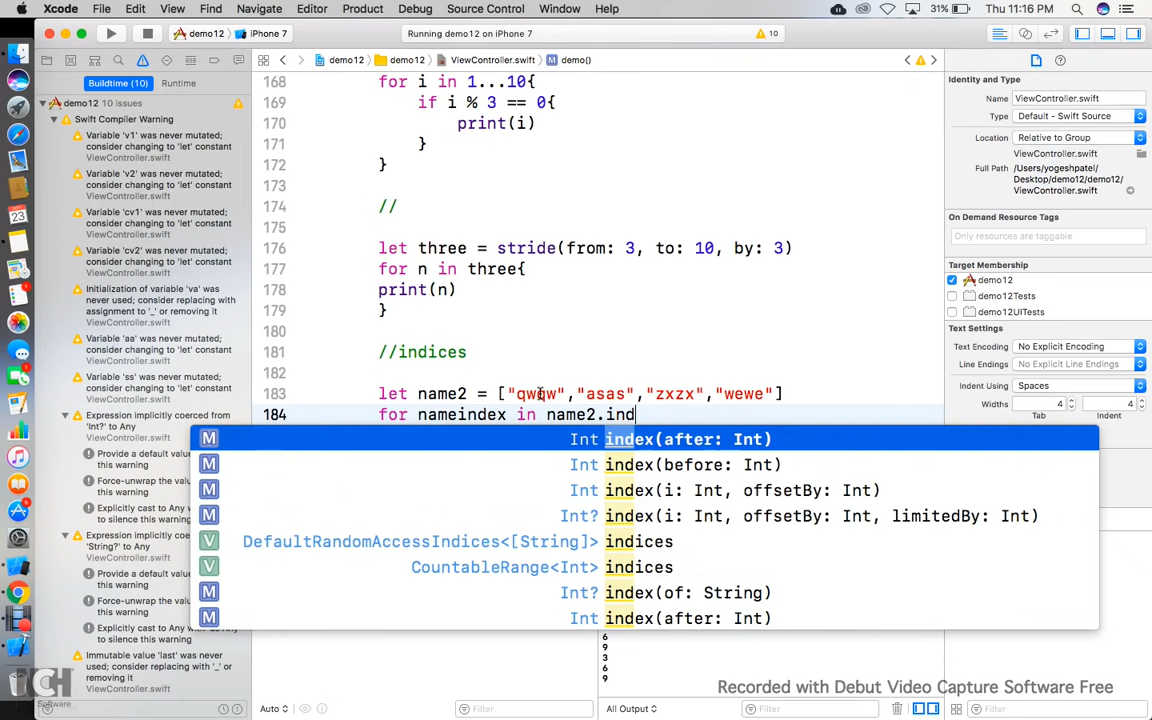 Xcode File Edit View Find Navigate Editor Product Debug Source Control Window Help 31% Thu 11:16 PM
demo12 iPhone 7 Running demo12 on iPhone 7 10
demo12 demo12 ViewController.swift M demo()
Buildtime (10) Runtime
demo12 10 issues
Swift Compiler Warning
Variable 'v1' was never mutated;
consider changing to 'let' constant
ViewController.swift
Variable 'v2' was never mutated;
consider changing to 'let' constant
ViewController.swift
Variable 'cv1' was never mutated;
consider changing to 'let' constant
ViewController.swift
Variable 'cv2' was never mutated;
consider changing to 'let' constant
ViewController.swift
Initialization of variable 'va' was
never used; consider replacing with
assignment to '_' or removing it
ViewController.swift
Variable 'aa' was never mutated;
consider changing to 'let' constant
ViewController.swift
Variable 'ss' was never mutated;
consider changing to 'let' constant
ViewController.swift
Expression implicitly coerced from
'Int?' to Any
ViewController.swift
Provide a default value
this warning
Force-unwrap the
Explicitly cast to Any
to silence this warning
Expression implicitly
'String?' to Any
ViewController.swift
Provide a default value
this warning
Force-unwrap the
this warning
Explicitly cast to Any with 'as Any'
to silence this warning
Immutable value 'last' was never
used; consider replacing with '_' or
removing it
ViewController.swift
168 for i in 1...10{
169 if i % 3 == 0{
170 print(i)
171 }
172 }
173
174 //
175
176 let three = stride(from: 3, to: 10, by: 3)
177 for n in three{
178 print(n)
179 }
180
181 //indices
182
183 let name2 = ["qwqw","asas","zxzx","wewe"]
184 for nameindex in name2.ind
M Int index(after: Int)
M Int index(before: Int)
M Int index(i: Int, offsetBy: Int)
M Int? index(i: Int, offsetBy: Int, limitedBy: Int)
V DefaultRandomAccessIndices<[String]> indices
V CountableRange<Int> indices
M Int? index(of: String)
M Int index(after: Int)
6
9
3
6
9
Auto Filter All Output Filter Filter
Identity and Type
Name ViewController.swift
Type Default - Swift Source
Location Relative to Group
ViewController.swift
Full Path /Users/yogeshpatel/
Desktop/demo12/demo12/
ViewController.swift
On Demand Resource Tags
Only resources are taggable
Target Membership
demo12
demo12Tests
demo12UITests
Text Settings
Text Encoding No Explicit Encoding
Line Endings No Explicit Line Endings
Indent Using Spaces
Widths 4 4
Tab Indent
23
NCH Software
Recorded with Debut Video Capture Software Free